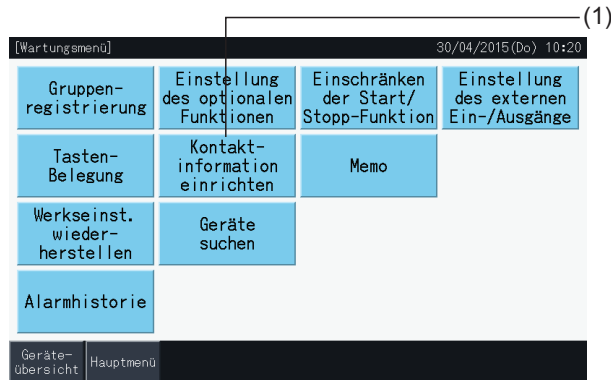 (1)
[Wartungsmenü] 30/04/2015(Do) 10:20
Gruppen-
registrierung
Einstellung
des optionalen
Funktionen
Einschränken
der Start/
Stopp-Funktion
Einstellung
des externen
Ein-/Ausgänge
Tasten-
Belegung
Kontakt-
information
einrichten
Memo
Werkseinst.
wieder-
herstellen
Geräte
suchen
Alarmhistorie
Geräte-
übersicht
Hauptmenü